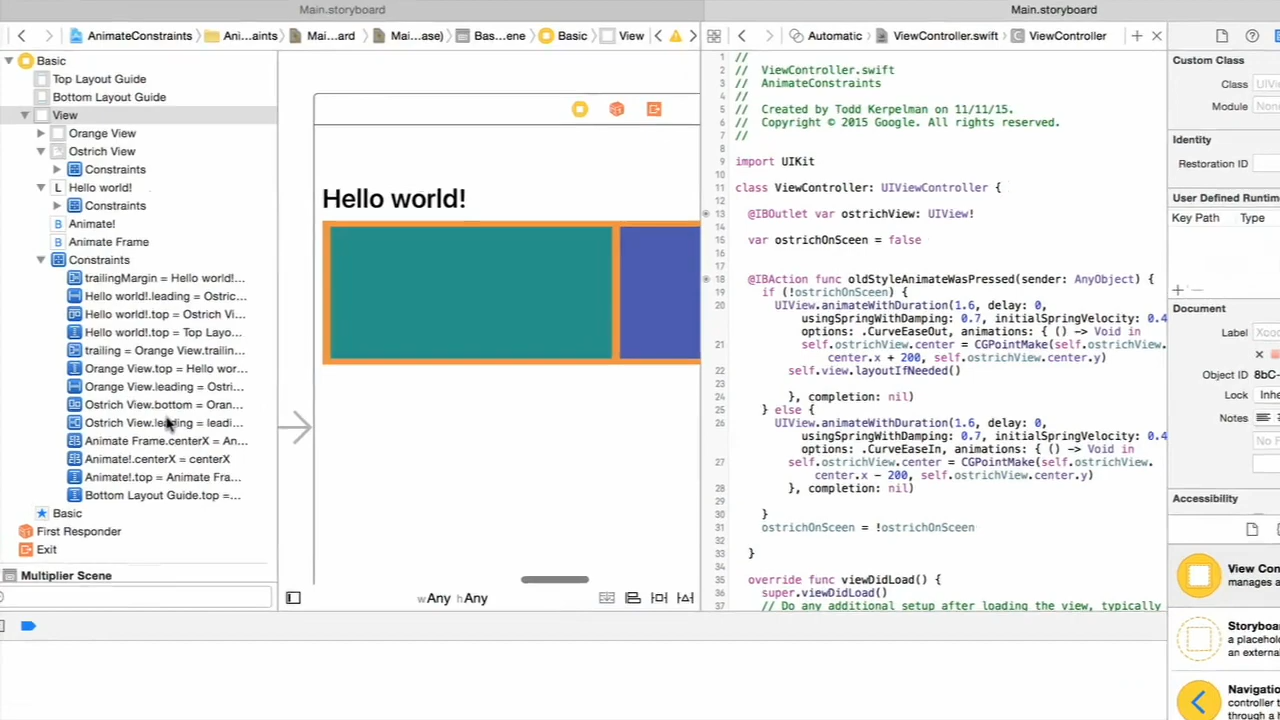 Main.storyboard
Main.storyboard
AnimateConstraints
Ani...aints
Mai...ard
Mai...ase)
Bas...ene
Basic
View
Automatic
ViewController.swift
ViewController
Basic
Top Layout Guide
Bottom Layout Guide
View
Orange View
Ostrich View
Constraints
L Hello world!
Constraints
B Animate!
B Animate Frame
Constraints
trailingMargin = Hello world!...
Hello world!.leading = Ostric...
Hello world!.top = Ostrich Vi...
Hello world!.top = Top Layo...
trailing = Orange View.trailin...
Orange View.top = Hello wor...
Orange View.leading = Ostri...
Ostrich View.bottom = Oran...
Ostrich View.leading = leadi...
Animate Frame.centerX = An...
Animate!.centerX = centerX
Animate!.top = Animate Fra...
Bottom Layout Guide.top =...
Basic
First Responder
Exit
Multiplier Scene
Hello world!
wAny hAny
1 //
2 // ViewController.swift
3 // AnimateConstraints
4 //
5 // Created by Todd Kerpelman on 11/11/15.
6 // Copyright © 2015 Google. All rights reserved.
7 //
8
9 import UIKit
10
11 class ViewController: UIViewController {
12
13 @IBOutlet var ostrichView: UIView!
14
15 var ostrichOnSceen = false
16
17
18 @IBAction func oldStyleAnimateWasPressed(sender: AnyObject) {
19 if (!ostrichOnSceen) {
20 UIView.animateWithDuration(1.6, delay: 0,
usingSpringWithDamping: 0.7, initialSpringVelocity: 0.4
options: .CurveEaseOut, animations: { () -> Void in
21 self.ostrichView.center = CGPointMake(self.ostrichView.
center.x + 200, self.ostrichView.center.y)
22 self.view.layoutIfNeeded()
23
24 }, completion: nil)
25 } else {
26 UIView.animateWithDuration(1.6, delay: 0,
usingSpringWithDamping: 0.7, initialSpringVelocity: 0.4
options: .CurveEaseIn, animations: { () -> Void in
27 self.ostrichView.center = CGPointMake(self.ostrichView.
center.x - 200, self.ostrichView.center.y)
28 }, completion: nil)
29
30 }
31 ostrichOnSceen = !ostrichOnSceen
32
33 }
34
35 override func viewDidLoad() {
36 super.viewDidLoad()
37 // Do any additional setup after loading the view, typically
Custom Class
Class UIVi
Module Non
Identity
Restoration ID
User Defined Runtim
Key Path Type
Document
Label Xco
Object ID 8bC-
Lock Inhe
Notes
No F
Accessibility
View Con
manages a
Storyboa
a placehol
an externa
Navigatio
controller t
through a h